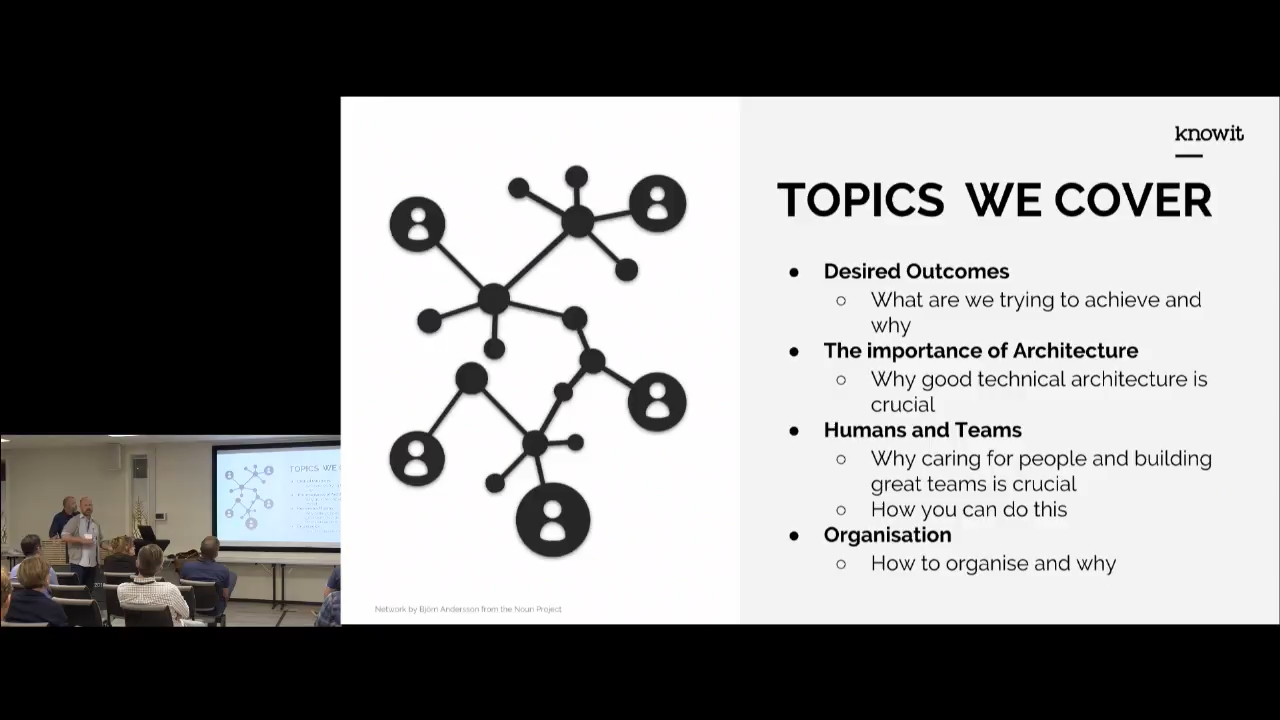 knowit
TOPICS WE COVER
● Desired Outcomes
○ What are we trying to achieve and
why
● The importance of Architecture
○ Why good technical architecture is
crucial
● Humans and Teams
○ Why caring for people and building
great teams is crucial
○ How you can do this
● Organisation
○ How to organise and why
Network by Björn Andersson from the Noun Project
TOPICS WE